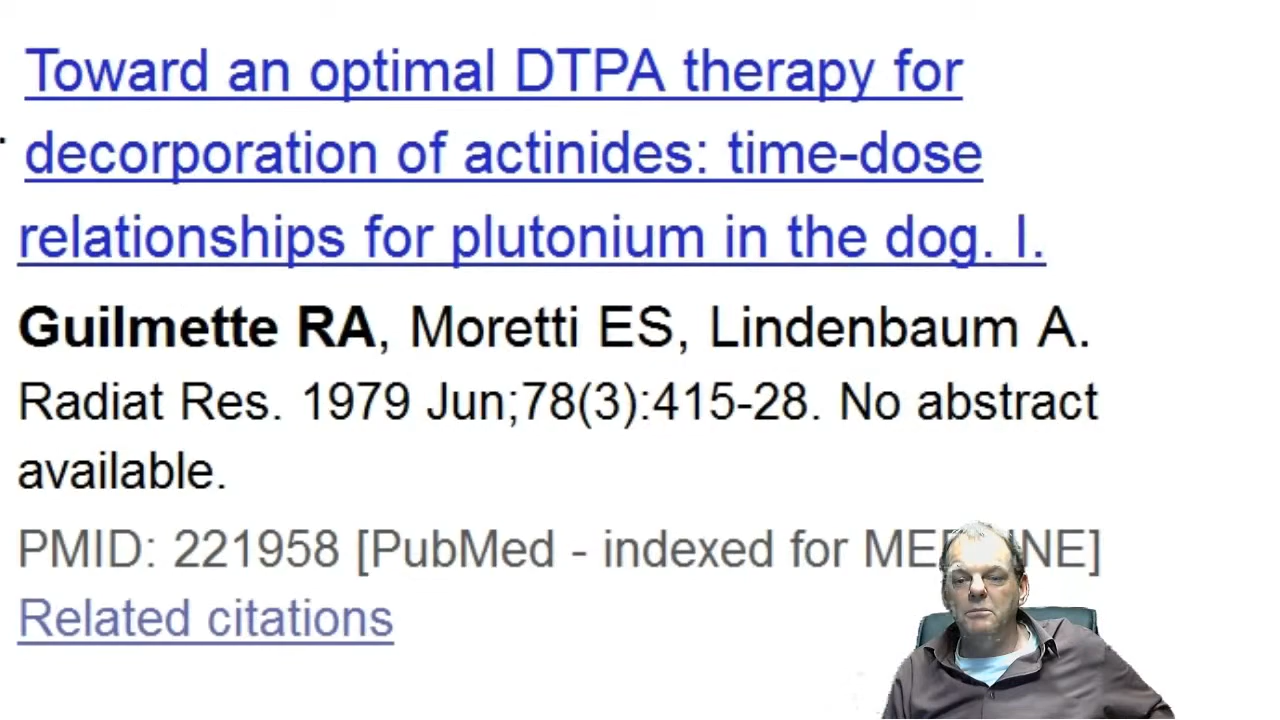 Toward an optimal DTPA therapy for
decorporation of actinides: time-dose
relationships for plutonium in the dog. I.
Guilmette RA, Moretti ES, Lindenbaum A.
Radiat Res. 1979 Jun;78(3):415-28. No abstract
available.
PMID: 221958 [PubMed - indexed for
Related citations